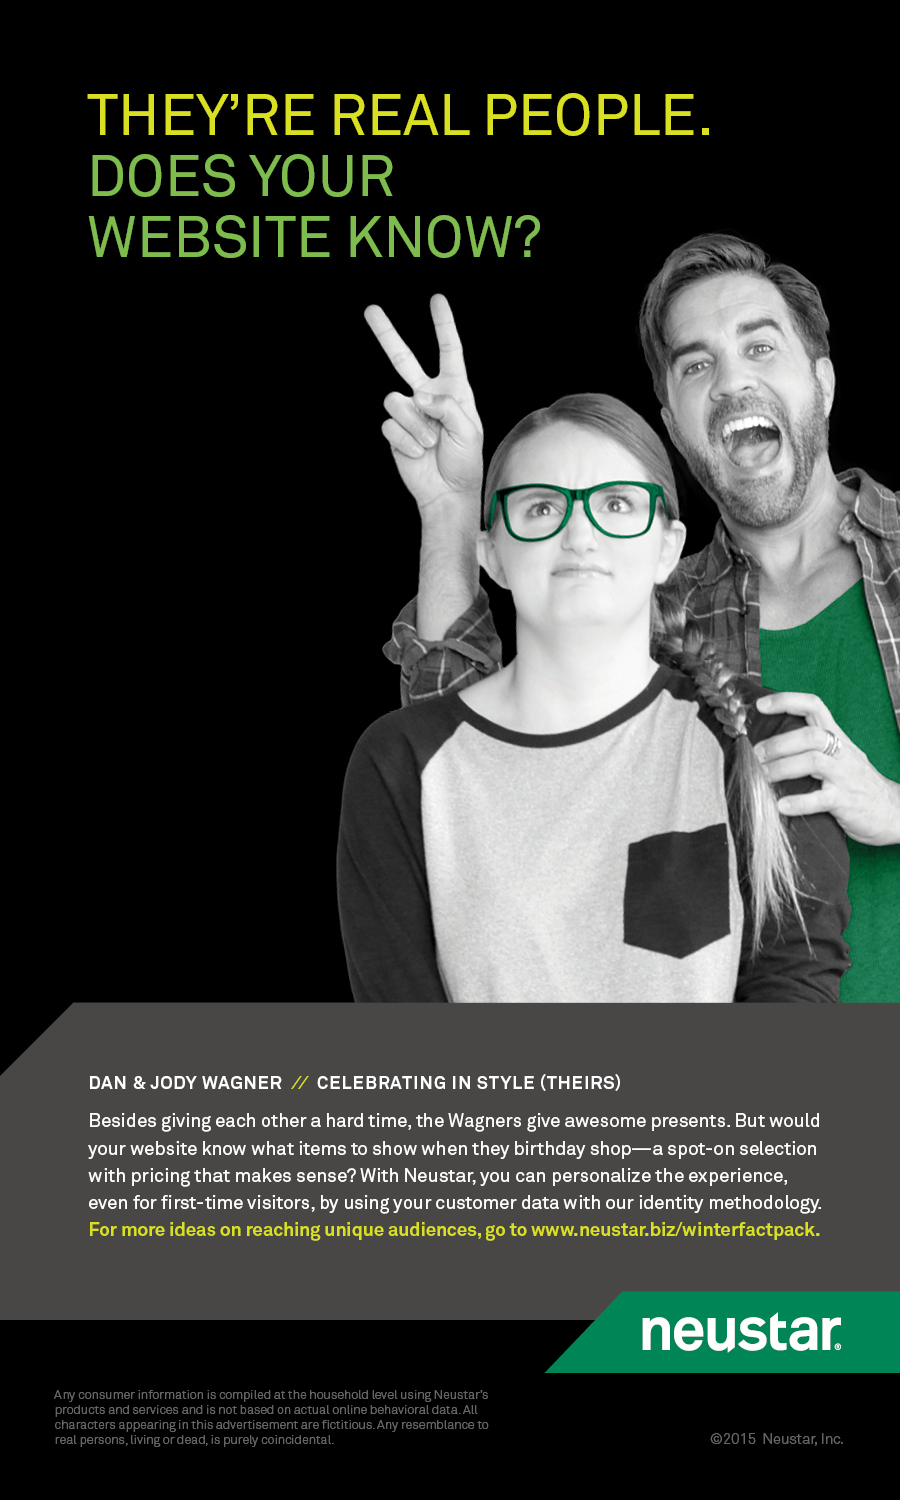 THEY'RE REAL PEOPLE.
DOES YOUR
WEBSITE KNOW?
DAN & JODY WAGNER // CELEBRATING IN STYLE (THEIRS)
Besides giving each other a hard time, the Wagners give awesome presents. But would
your website know what items to show when they birthday shop—a spot-on selection
with pricing that makes sense? With Neustar, you can personalize the experience,
even for first-time visitors, by using your customer data with our identity methodology.
For more ideas on reaching unique audiences, go to www.neustar.biz/winterfactpack.
neustar®
Any consumer information is compiled at the household level using Neustar's
products and services and is not based on actual online behavioral data. All
characters appearing in this advertisement are fictitious. Any resemblance to
real persons, living or dead, is purely coincidental.
©2015 Neustar, Inc.